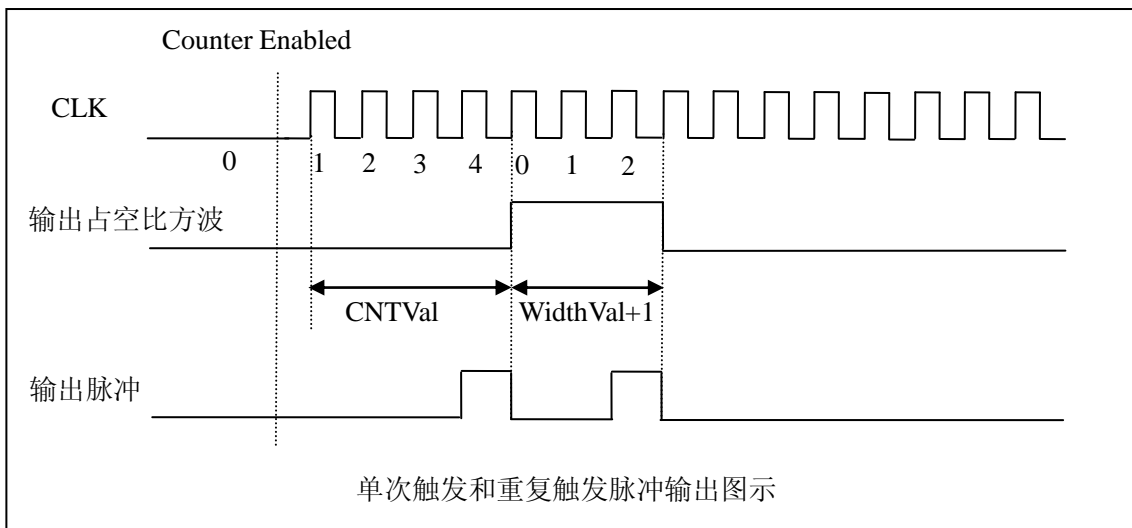 Counter Enabled
CLK
0 1 2 3 4 0 1 2
输出占空比方波
CNTVal WidthVal+1
输出脉冲
单次触发和重复触发脉冲输出图示